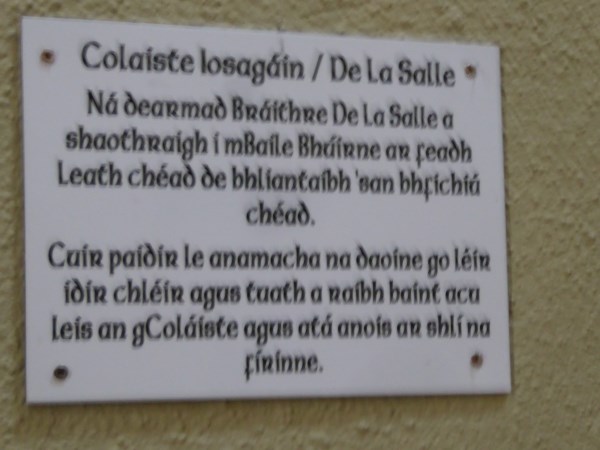 Colaiste Iosagáin / De La Salle
Ná dearmad Bráithre De La Salle a
shaothraigh i mBaile Bháirne ar feadh
Leath chéad de bhliantaibh 'san bhfichiú
chéad.
Cuir paidir le anamacha na daoine go léir
idir chléir agus tuath a raibh baint acu
leis an gColáiste agus atá anois ar shlí na
fírinne.